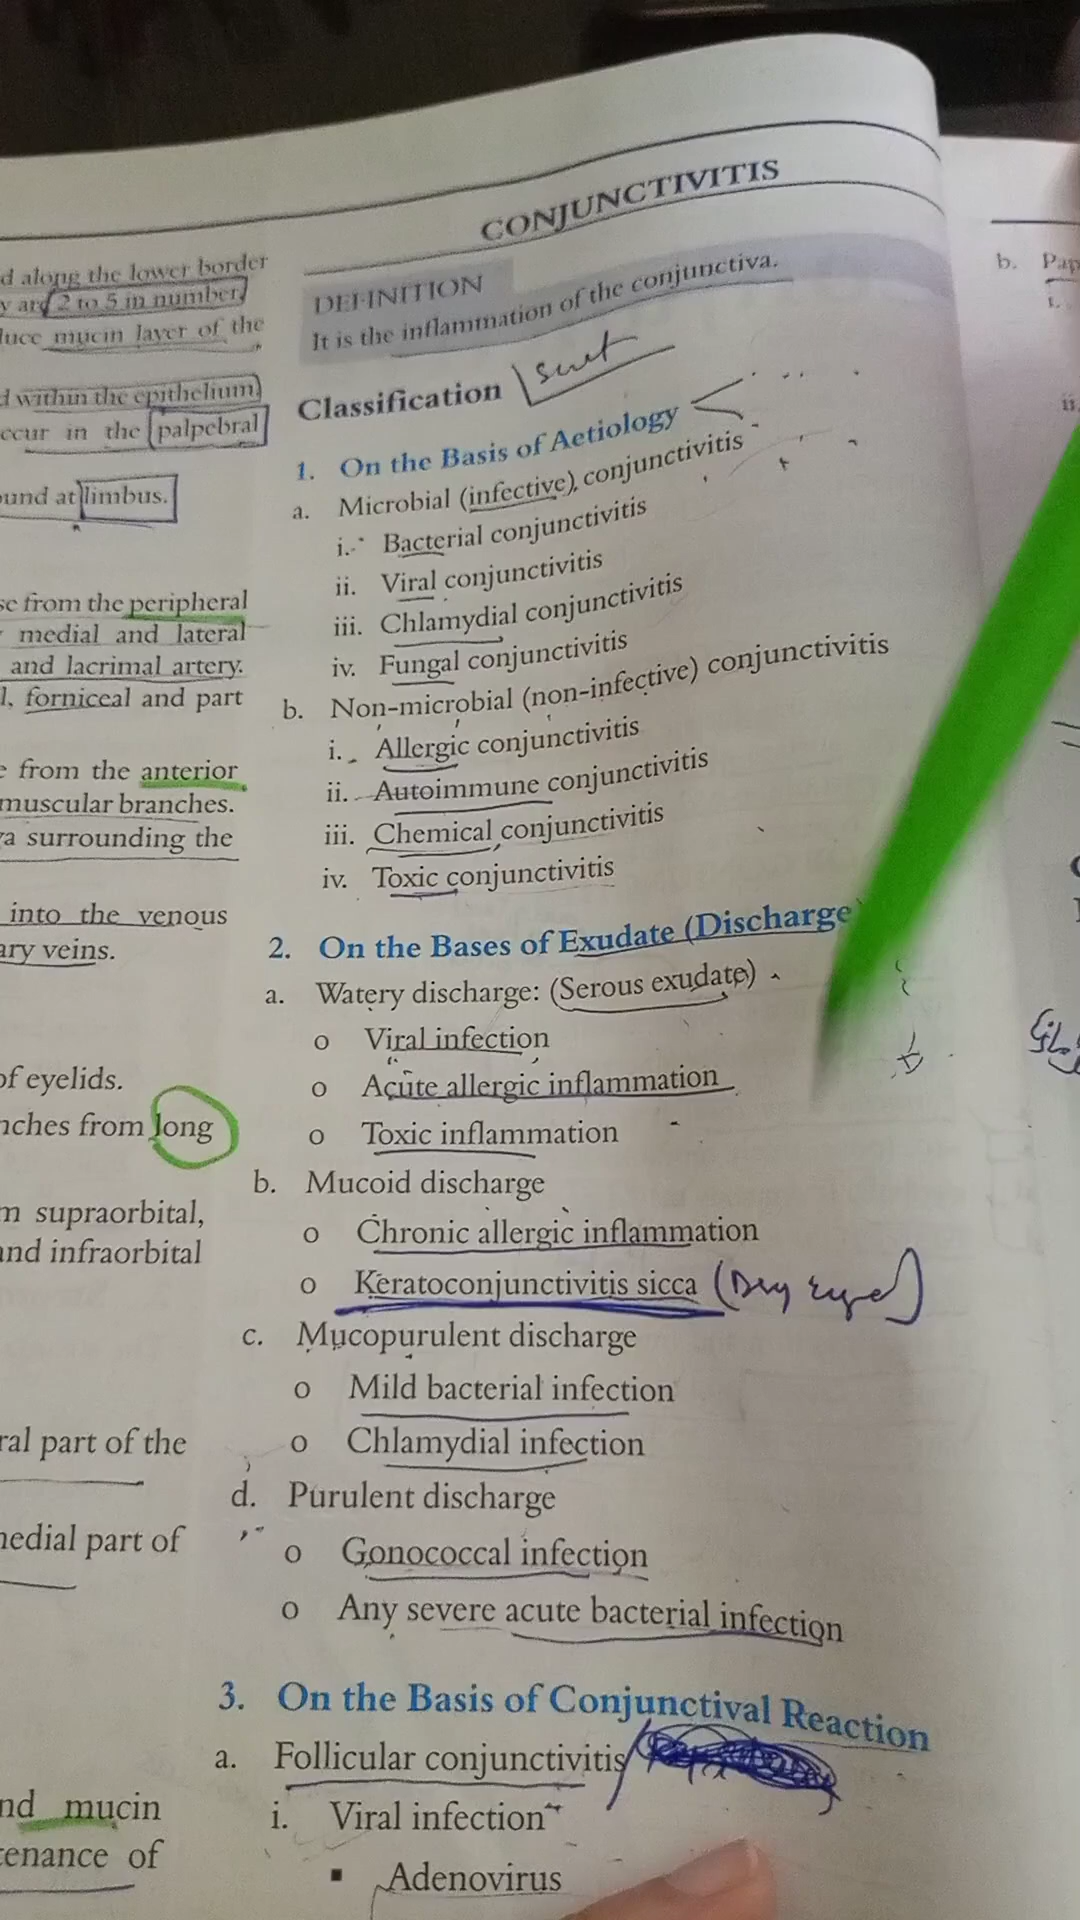 CONJUNCTIVITIS
d along the lower border
y are 2 to 5 in number,
luce mucin layer of the
d within the epithelium
ccur in the palpebral
ound at limbus.
se from the peripheral
medial and lateral
and lacrimal artery.
l, forniceal and part
e from the anterior
muscular branches.
a surrounding the
into the venous
ary veins.
of eyelids.
nches from long
m supraorbital,
and infraorbital
ral part of the
nedial part of
nd mucin
tenance of
DEFINITION
It is the inflammation of the conjunctiva.
Classification
1. On the Basis of Aetiology
a. Microbial (infective), conjunctivitis
i. Bacterial conjunctivitis
ii. Viral conjunctivitis
iii. Chlamydial conjunctivitis
iv. Fungal conjunctivitis
b. Non-microbial (non-infective) conjunctivitis
i. Allergic conjunctivitis
ii. Autoimmune conjunctivitis
iii. Chemical conjunctivitis
iv. Toxic conjunctivitis
2. On the Bases of Exudate (Discharge
a. Watery discharge: (Serous exudate)
o Viral infection
o Acute allergic inflammation
o Toxic inflammation
b. Mucoid discharge
o Chronic allergic inflammation
o Keratoconjunctivitis sicca (Dry eye)
c. Mucopurulent discharge
o Mild bacterial infection
o Chlamydial infection
d. Purulent discharge
o Gonococcal infection
o Any severe acute bacterial infection
3. On the Basis of Conjunctival Reaction
a. Follicular conjunctivitis
i. Viral infection
▪ Adenovirus
b. Pap
i.
ii.